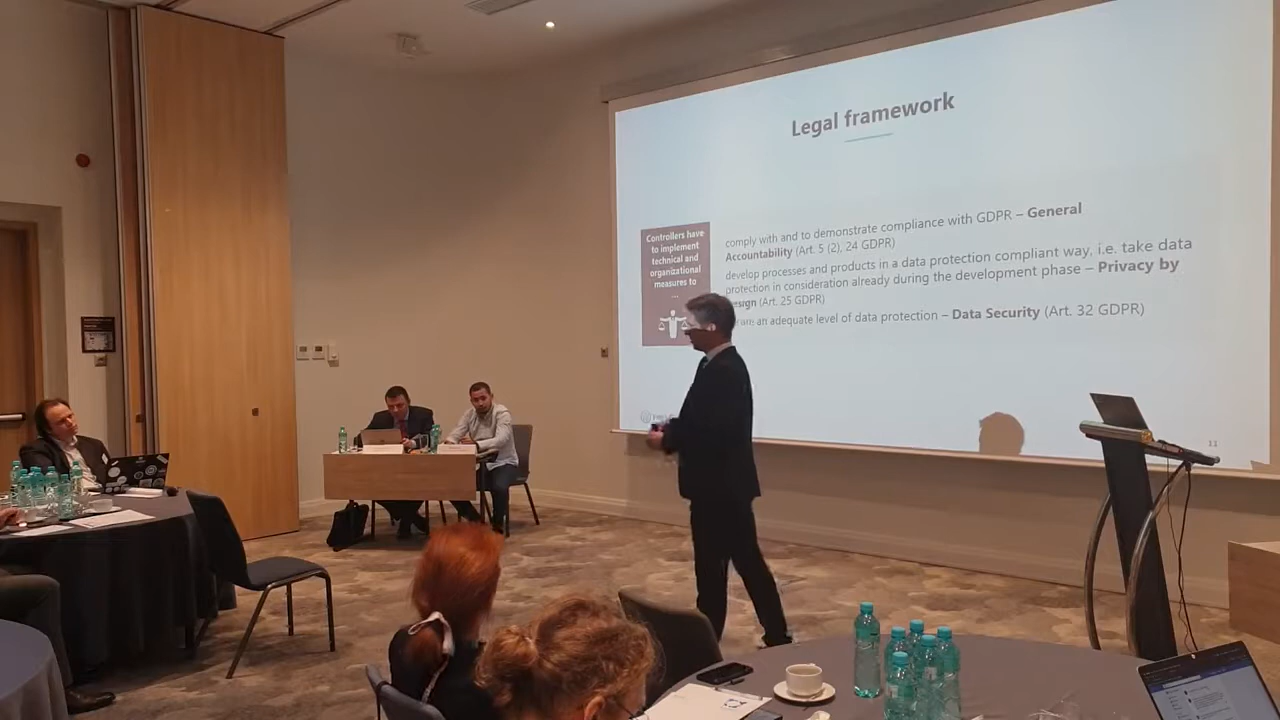 Legal framework
Controllers have
to implement
technical and
organizational
measures to
...
comply with and to demonstrate compliance with GDPR – General
Accountability (Art. 5 (2), 24 GDPR)
develop processes and products in a data protection compliant way, i.e. take data
protection in consideration already during the development phase – Privacy by
esign (Art. 25 GDPR)
an adequate level of data protection – Data Security (Art. 32 GDPR)
11